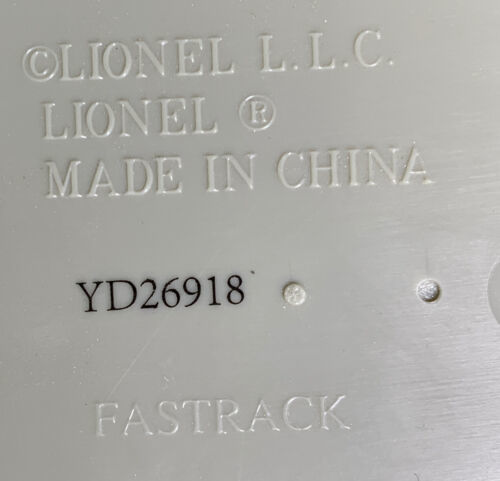 ©LIONEL L.L.C.
LIONEL ®
MADE IN CHINA
YD26918
FASTRACK